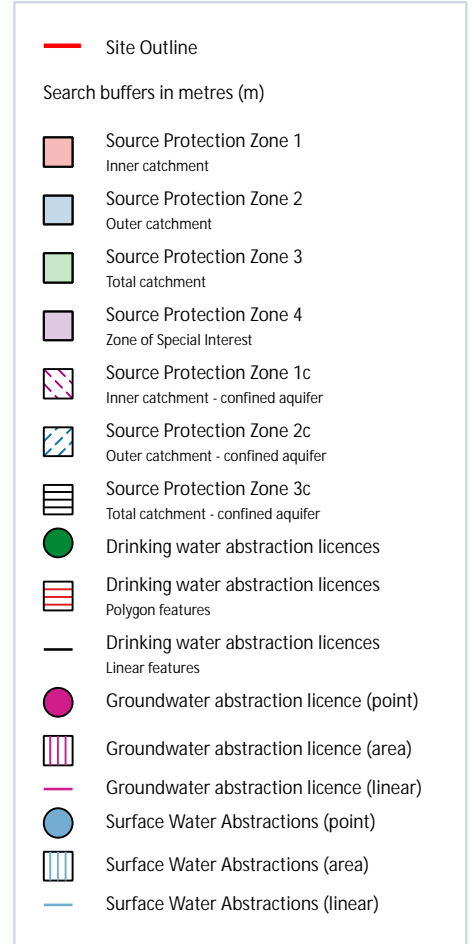 Site Outline
Search buffers in metres (m)
Source Protection Zone 1
Inner catchment
Source Protection Zone 2
Outer catchment
Source Protection Zone 3
Total catchment
Source Protection Zone 4
Zone of Special Interest
Source Protection Zone 1c
Inner catchment - confined aquifer
Source Protection Zone 2c
Outer catchment - confined aquifer
Source Protection Zone 3c
Total catchment - confined aquifer
Drinking water abstraction licences
Drinking water abstraction licences
Polygon features
Drinking water abstraction licences
Linear features
Groundwater abstraction licence (point)
Groundwater abstraction licence (area)
Groundwater abstraction licence (linear)
Surface Water Abstractions (point)
Surface Water Abstractions (area)
Surface Water Abstractions (linear)